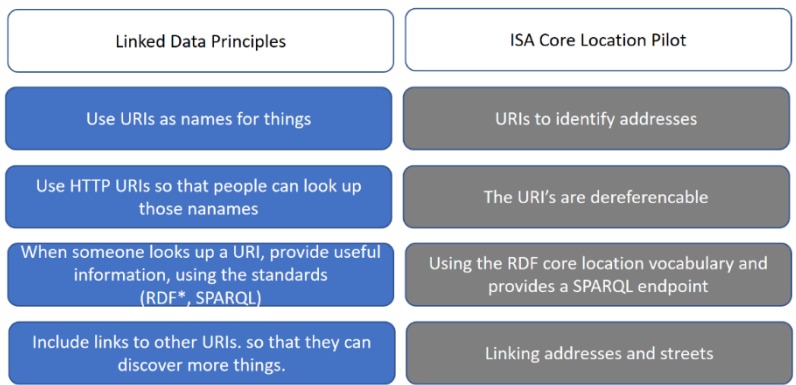 Linked Data Principles
ISA Core Location Pilot
Use URIs as names for things
URIs to identify addresses
Use HTTP URIs so that people can look up
those nanames
The URI's are dereferencable
When someone looks up a URI, provide useful
information, using the standards
(RDF*, SPARQL)
Using the RDF core location vocabulary and
provides a SPARQL endpoint
Include links to other URIs. so that they can
discover more things.
Linking addresses and streets